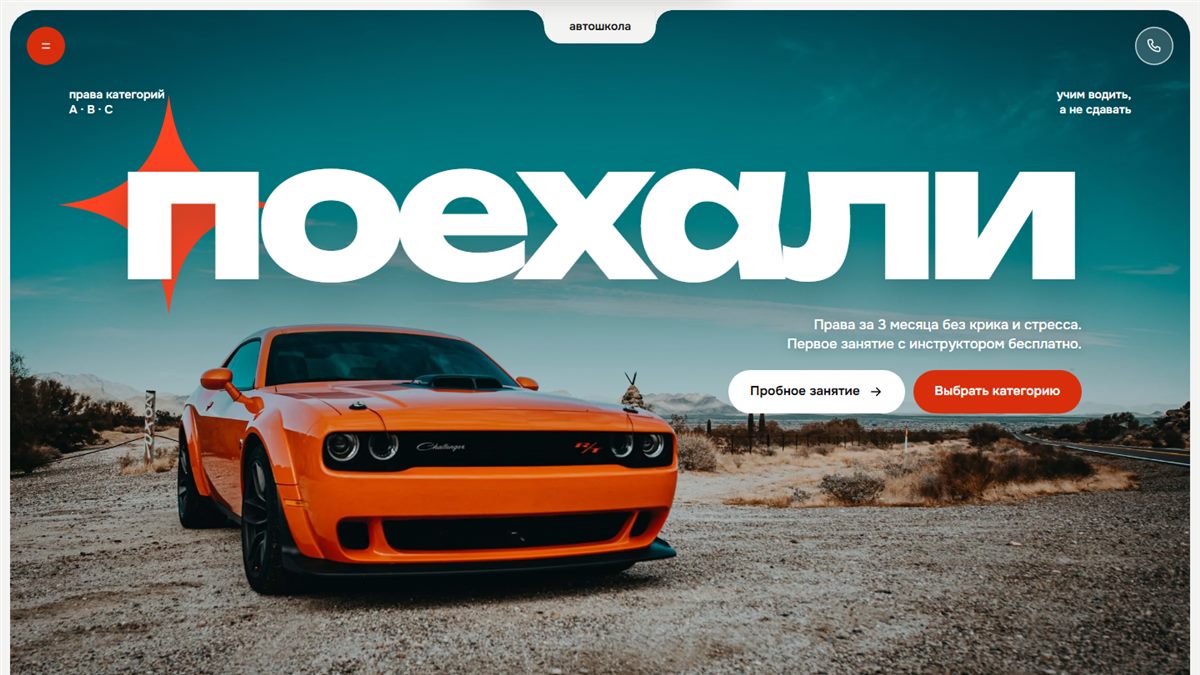 автошкола
права категорий
А · В · С
учим водить,
а не сдавать
поехали
Права за 3 месяца без крика и стресса.
Первое занятие с инструктором бесплатно.
Пробное занятие →
Выбрать категорию
Challenger
R/T